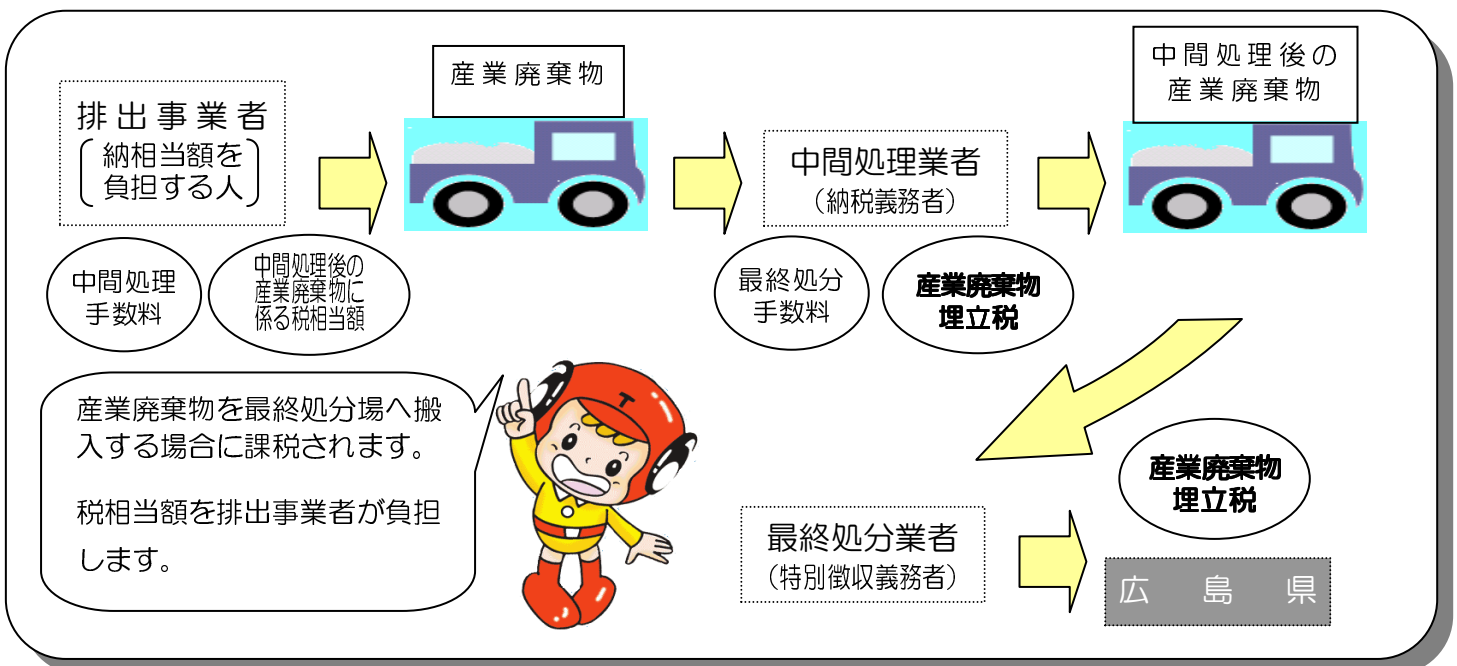 排出事業者
納相当額を
負担する人
産業廃棄物
中間処理業者
（納税義務者）
中間処理後の
産業廃棄物
中間処理
手数料
中間処理後の
産業廃棄物に
係る税相当額
最終処分
手数料
産業廃棄物
埋立税
産業廃棄物を最終処分場へ搬
入する場合に課税されます。
税相当額を排出事業者が負担
します。
T
最終処分業者
（特別徴収義務者）
産業廃棄物
埋立税
広島県